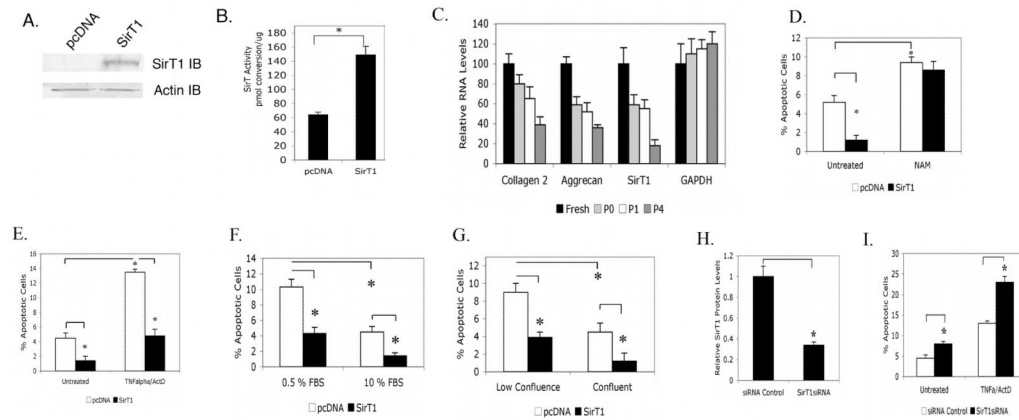 A.
pcDNA
SirT1
SirT1 IB
Actin IB
B.
SirT Activity
pmol conversion/ug
180
160
140
120
100
80
60
40
20
0
*
pcDNA
SirT1
C.
Relative RNA Levels
140
120
100
80
60
40
20
0
Collagen 2 Aggrecan SirT1 GAPDH
Fresh P0 P1 P4
D.
% Apoptotic Cells
12
10
8
6
4
2
0
*
*
Untreated NAM
pcDNA SirT1
E.
% Apoptotic Cells
16
14
12
10
8
6
4
2
0
*
*
*
Untreated TNFalpha/ActD
pcDNA SirT1
F.
% Apoptotic Cells
12
10
8
6
4
2
0
*
*
*
0.5 % FBS 10 % FBS
pcDNA SirT1
G.
% Apoptotic Cells
12
10
8
6
4
2
0
*
*
*
Low Confluence Confluent
pcDNA SirT1
H.
Relative SirT1 Protein Levels
1.2
1
0.8
0.6
0.4
0.2
0
*
siRNA Control SirT1siRNA
I.
% Apoptotic Cells
30
25
20
15
10
5
0
*
*
Untreated TNFa/ActD
siRNA Control SirT1siRNA